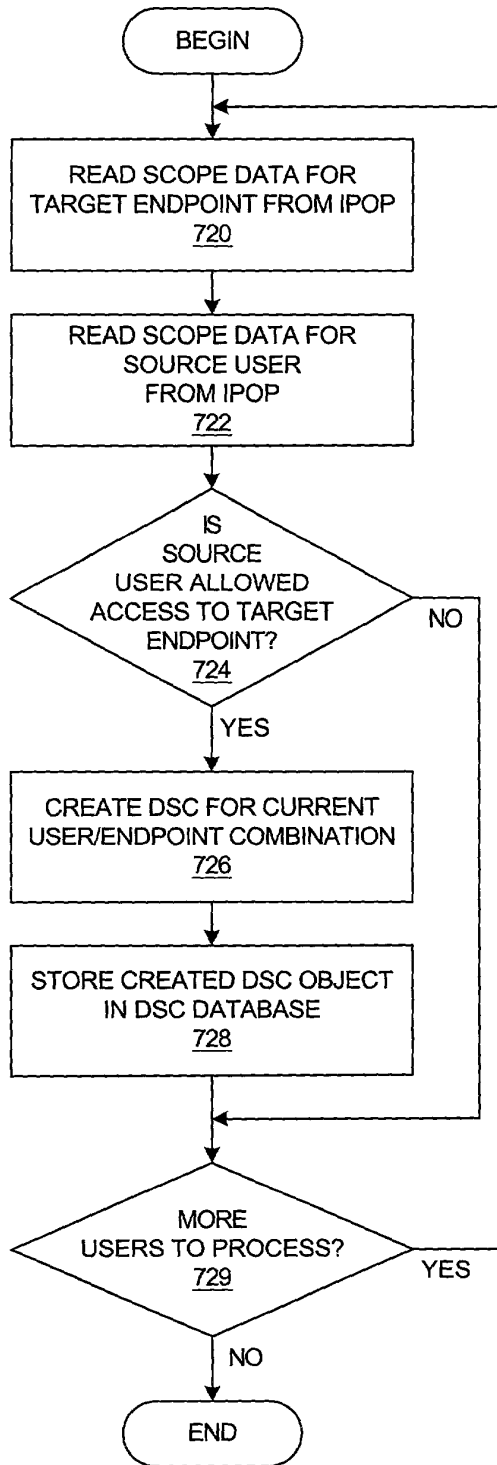 BEGIN
READ SCOPE DATA FOR
TARGET ENDPOINT FROM IPOP
720
READ SCOPE DATA FOR
SOURCE USER
FROM IPOP
722
IS
SOURCE
USER ALLOWED
ACCESS TO TARGET
ENDPOINT?
724
NO
YES
CREATE DSC FOR CURRENT
USER/ENDPOINT COMBINATION
726
STORE CREATED DSC OBJECT
IN DSC DATABASE
728
MORE
USERS TO PROCESS?
729
YES
NO
END